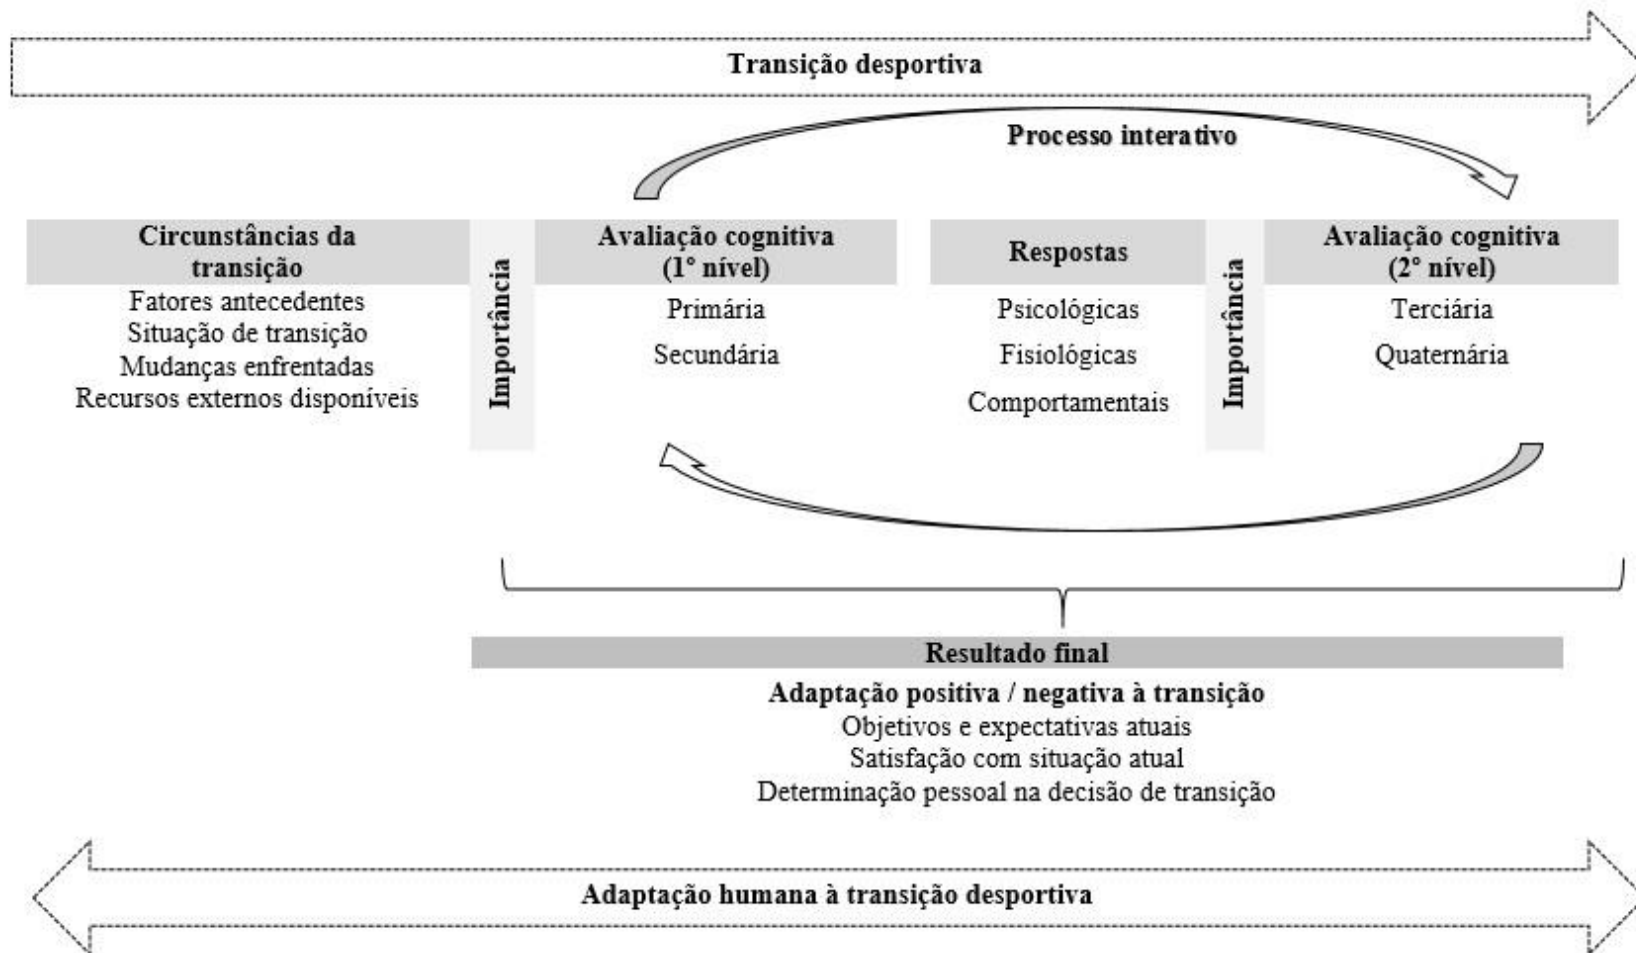 Transição desportiva
Processo interativo
Circunstâncias da
transição
Fatores antecedentes
Situação de transição
Mudanças enfrentadas
Recursos externos disponíveis
Importância
Avaliação cognitiva
(1º nível)
Primária
Secundária
Respostas
Psicológicas
Fisiológicas
Comportamentais
Importância
Avaliação cognitiva
(2º nível)
Terciária
Quaternária
Resultado final
Adaptação positiva / negativa à transição
Objetivos e expectativas atuais
Satisfação com situação atual
Determinação pessoal na decisão de transição
Adaptação humana à transição desportiva